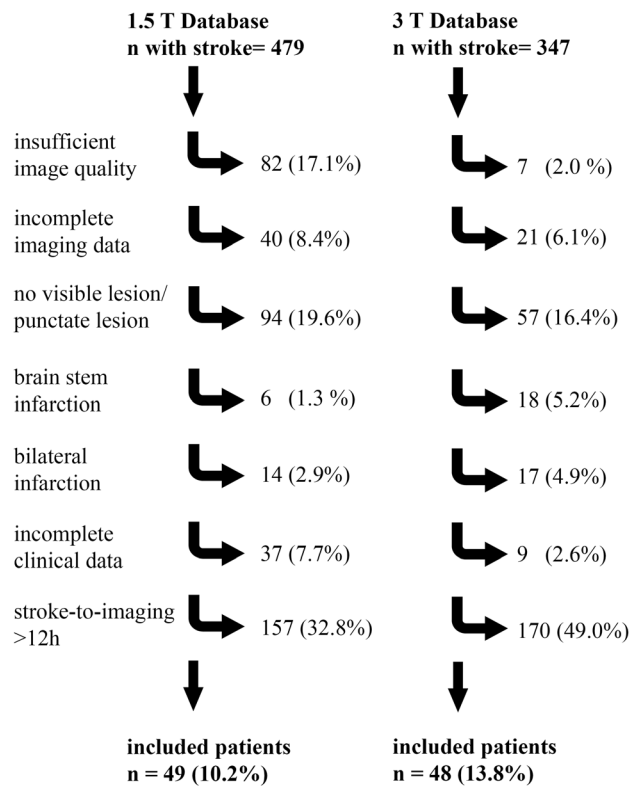 1.5 T Database
n with stroke= 479
3 T Database
n with stroke= 347
insufficient
image quality
82 (17.1%)
7 (2.0 %)
incomplete
imaging data
40 (8.4%)
21 (6.1%)
no visible lesion/
punctate lesion
94 (19.6%)
57 (16.4%)
brain stem
infarction
6 (1.3 %)
18 (5.2%)
bilateral
infarction
14 (2.9%)
17 (4.9%)
incomplete
clinical data
37 (7.7%)
9 (2.6%)
stroke-to-imaging
>12h
157 (32.8%)
170 (49.0%)
included patients
n = 49 (10.2%)
included patients
n = 48 (13.8%)